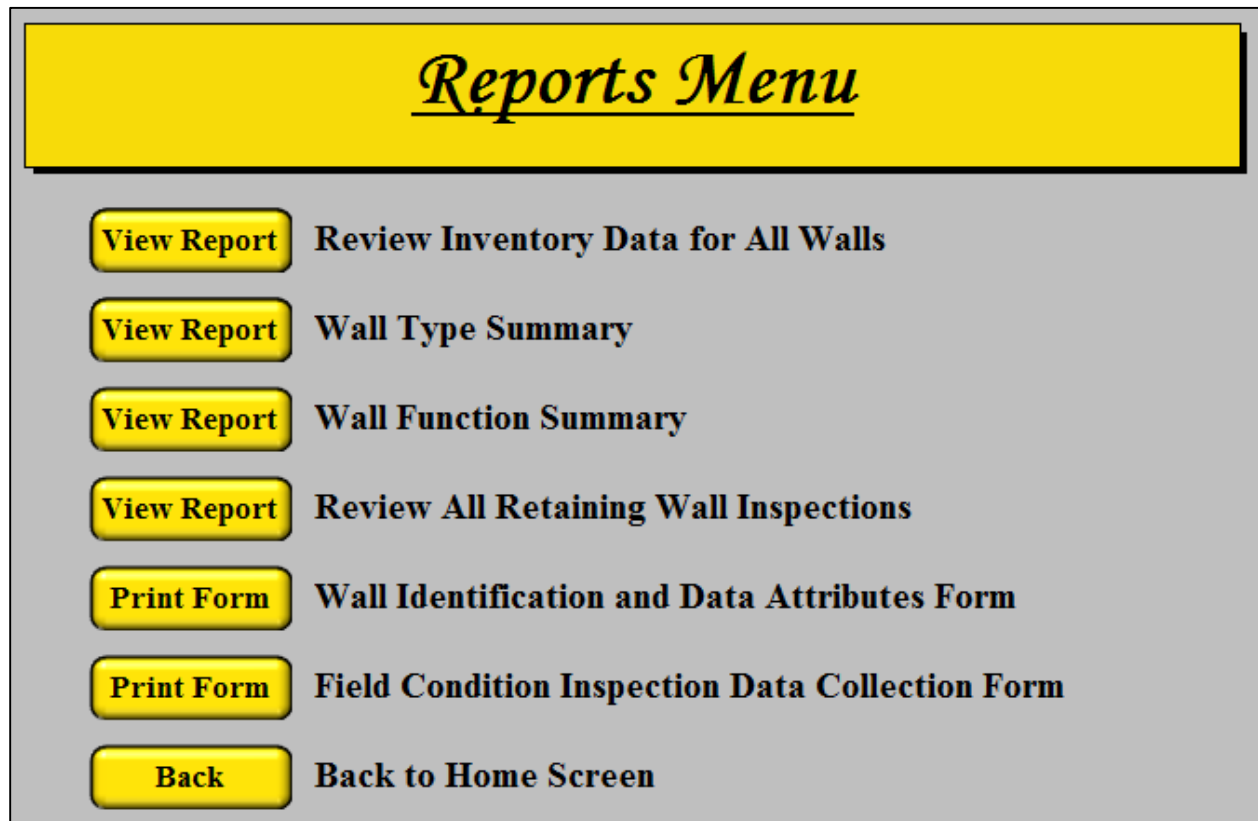 Reports Menu
View Report Review Inventory Data for All Walls
View Report Wall Type Summary
View Report Wall Function Summary
View Report Review All Retaining Wall Inspections
Print Form Wall Identification and Data Attributes Form
Print Form Field Condition Inspection Data Collection Form
Back Back to Home Screen